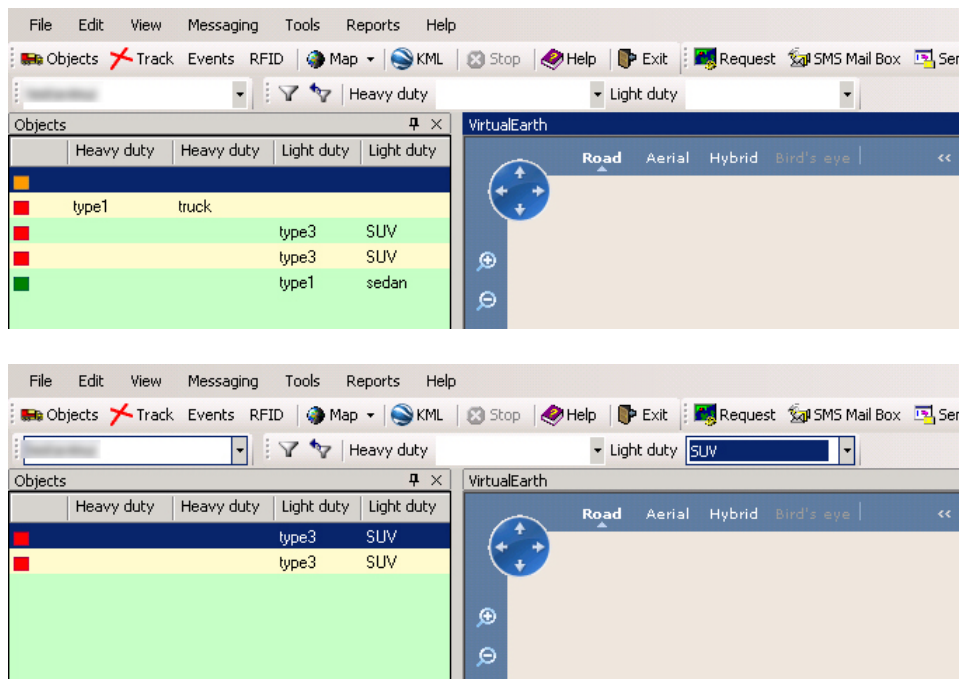 File Edit View Messaging Tools Reports Help
Objects Track Events RFID Map KML Stop Help Exit Request SMS Mail Box
Heavy duty Light duty
Objects VirtualEarth
Heavy duty Heavy duty Light duty Light duty Road Aerial Hybrid Bird's eye <<
type1 truck
type3 SUV
type3 SUV
type1 sedan
File Edit View Messaging Tools Reports Help
Objects Track Events RFID Map KML Stop Help Exit Request SMS Mail Box
Heavy duty Light duty SUV
Objects VirtualEarth
Heavy duty Heavy duty Light duty Light duty Road Aerial Hybrid Bird's eye <<
type3 SUV
type3 SUV